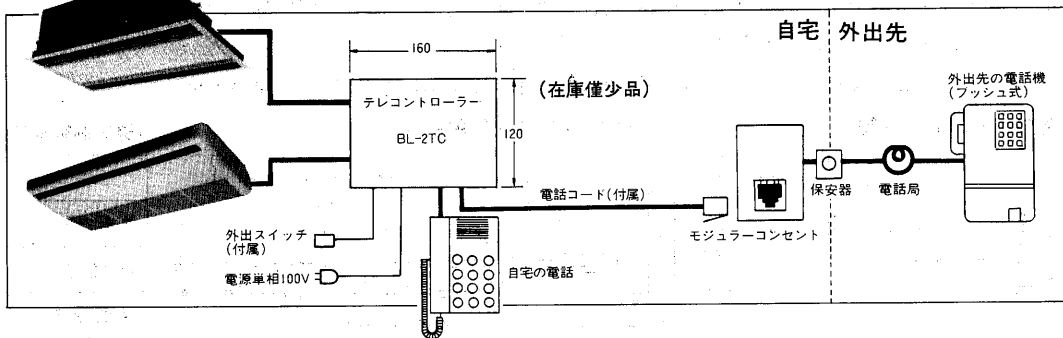 自宅
外出先
160
テレコントローラー
BL-2TC
120
(在庫僅少品)
外出先の電話機
(プッシュ式)
保安器
電話局
電話コード(付属)
モジュラーコンセント
外出スイッチ
(付属)
電源単相100V
自宅の電話